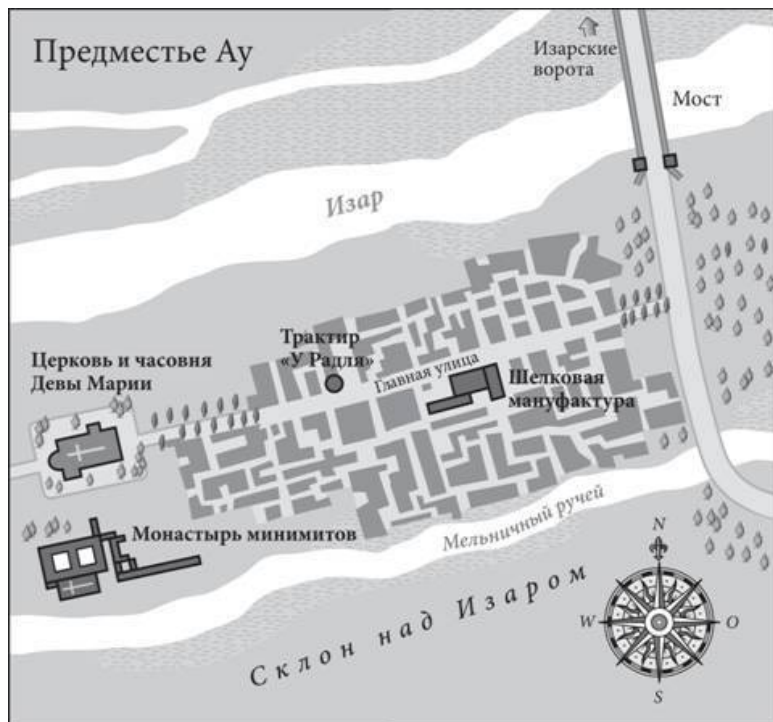 Предместье Ау
Изарские
ворота
Мост
Изар
Трактир
«У Радля»
Главная улица
Церковь и часовня
Девы Марии
Шелковая
мануфактура
Монастырь минимитов
Мельничный ручей
Склон над Изаром
N
W
O
S